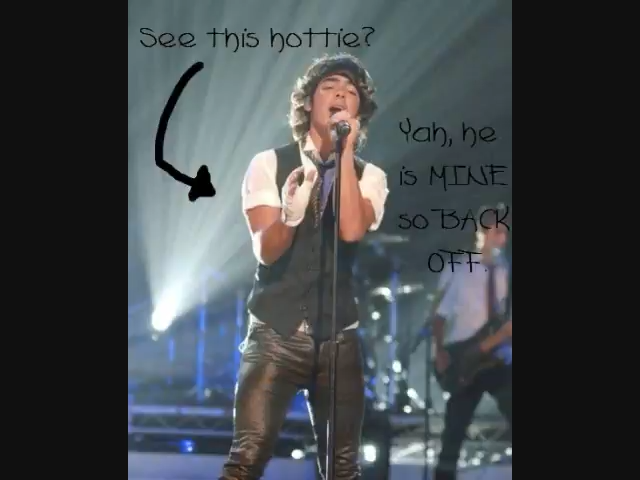 See this hottie?
Yah, he
is MINE
so BACK
OFF.